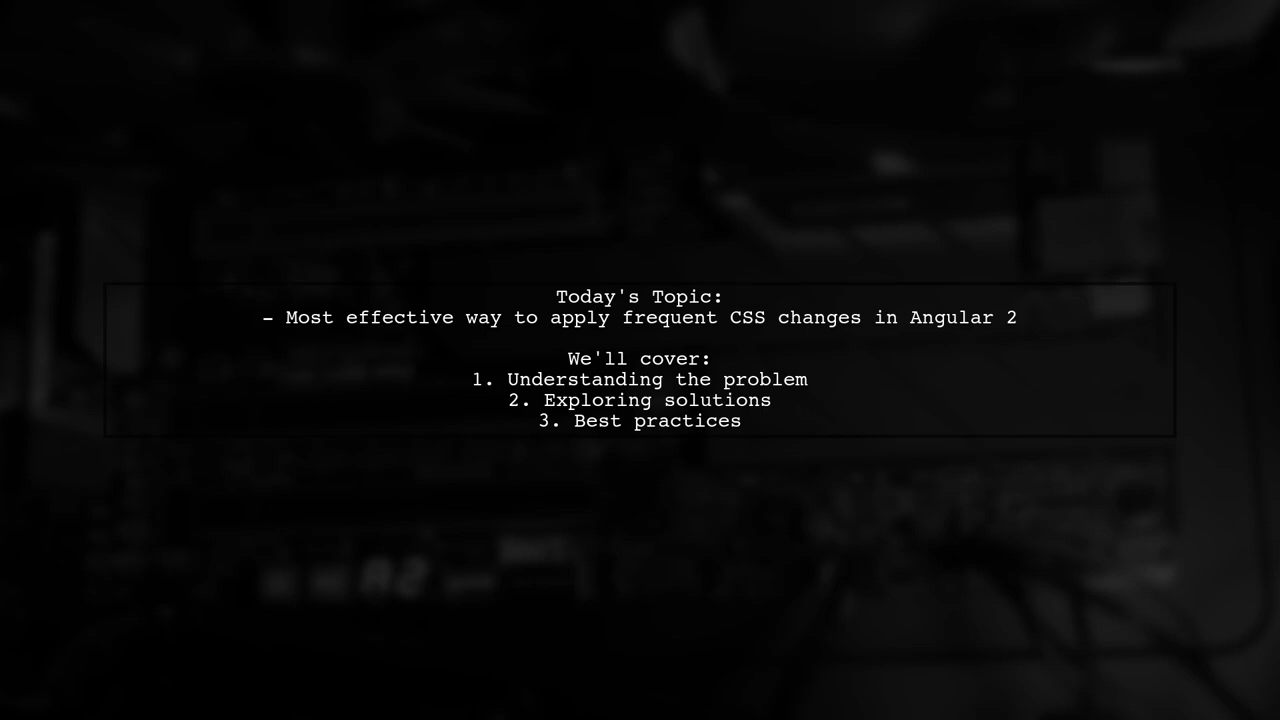 Today's Topic:
– Most effective way to apply frequent CSS changes in Angular 2
We'll cover:
1. Understanding the problem
2. Exploring solutions
3. Best practices